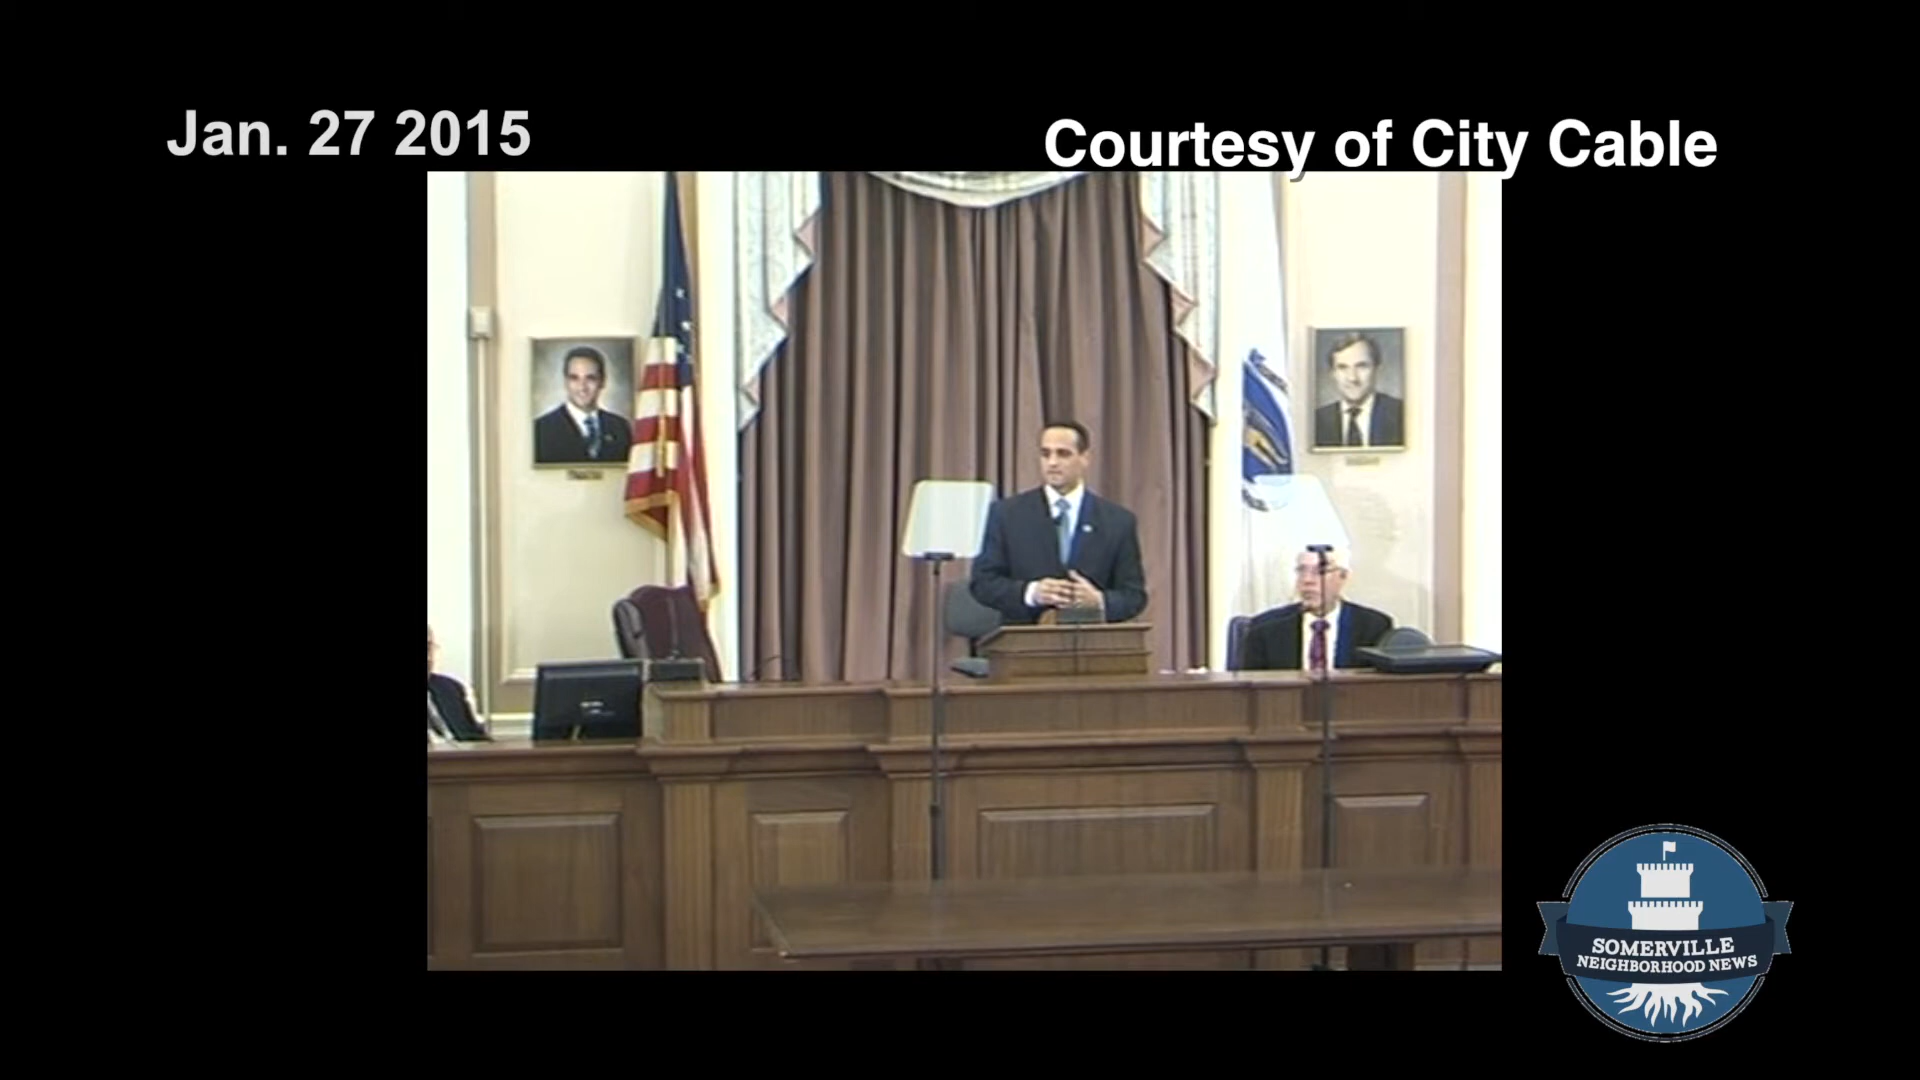 Jan. 27 2015
Courtesy of City Cable
SOMERVILLE
NEIGHBORHOOD NEWS